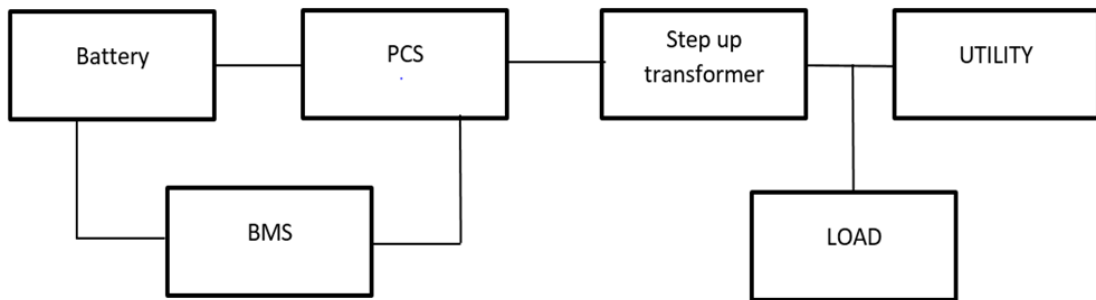 Battery
PCS
Step up
transformer
UTILITY
BMS
LOAD